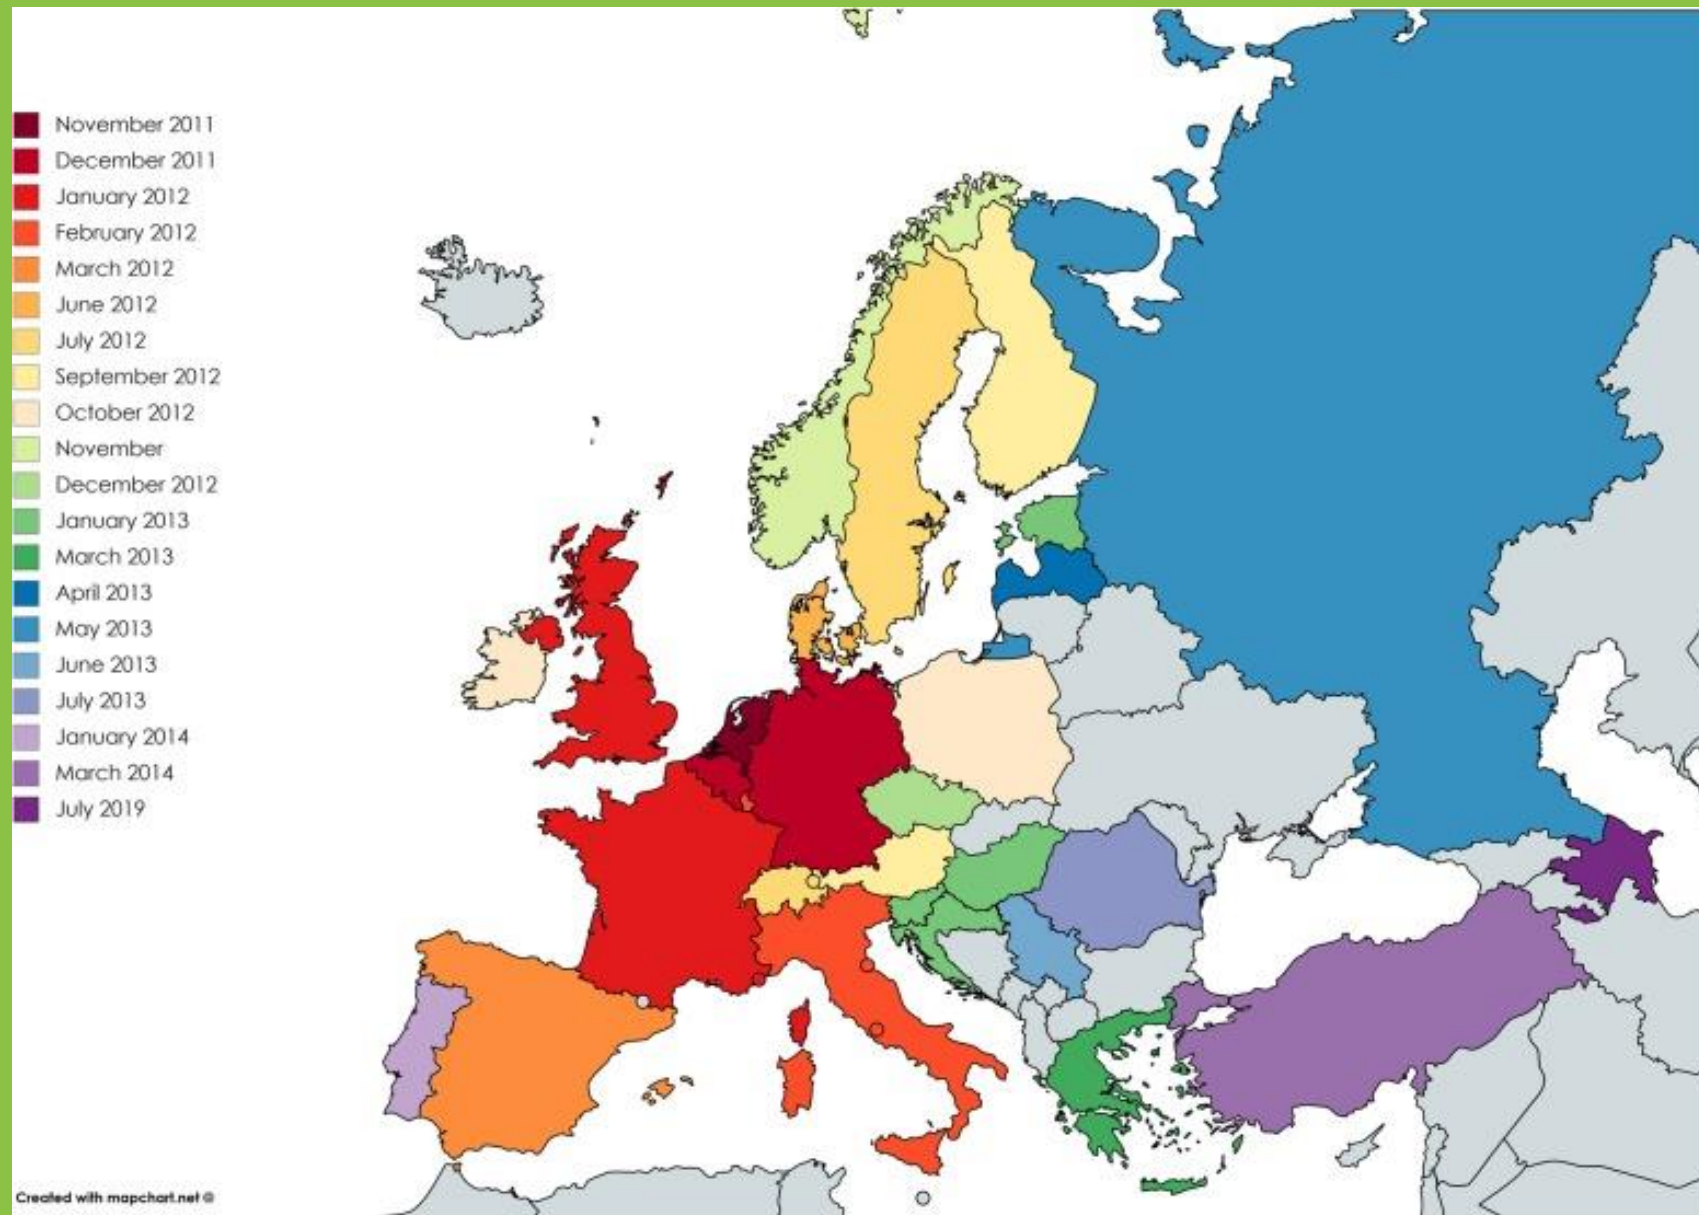 November 2011
December 2011
January 2012
February 2012
March 2012
June 2012
July 2012
September 2012
October 2012
November
December 2012
January 2013
March 2013
April 2013
May 2013
June 2013
July 2013
January 2014
March 2014
July 2019
Created with mapchart.net ©